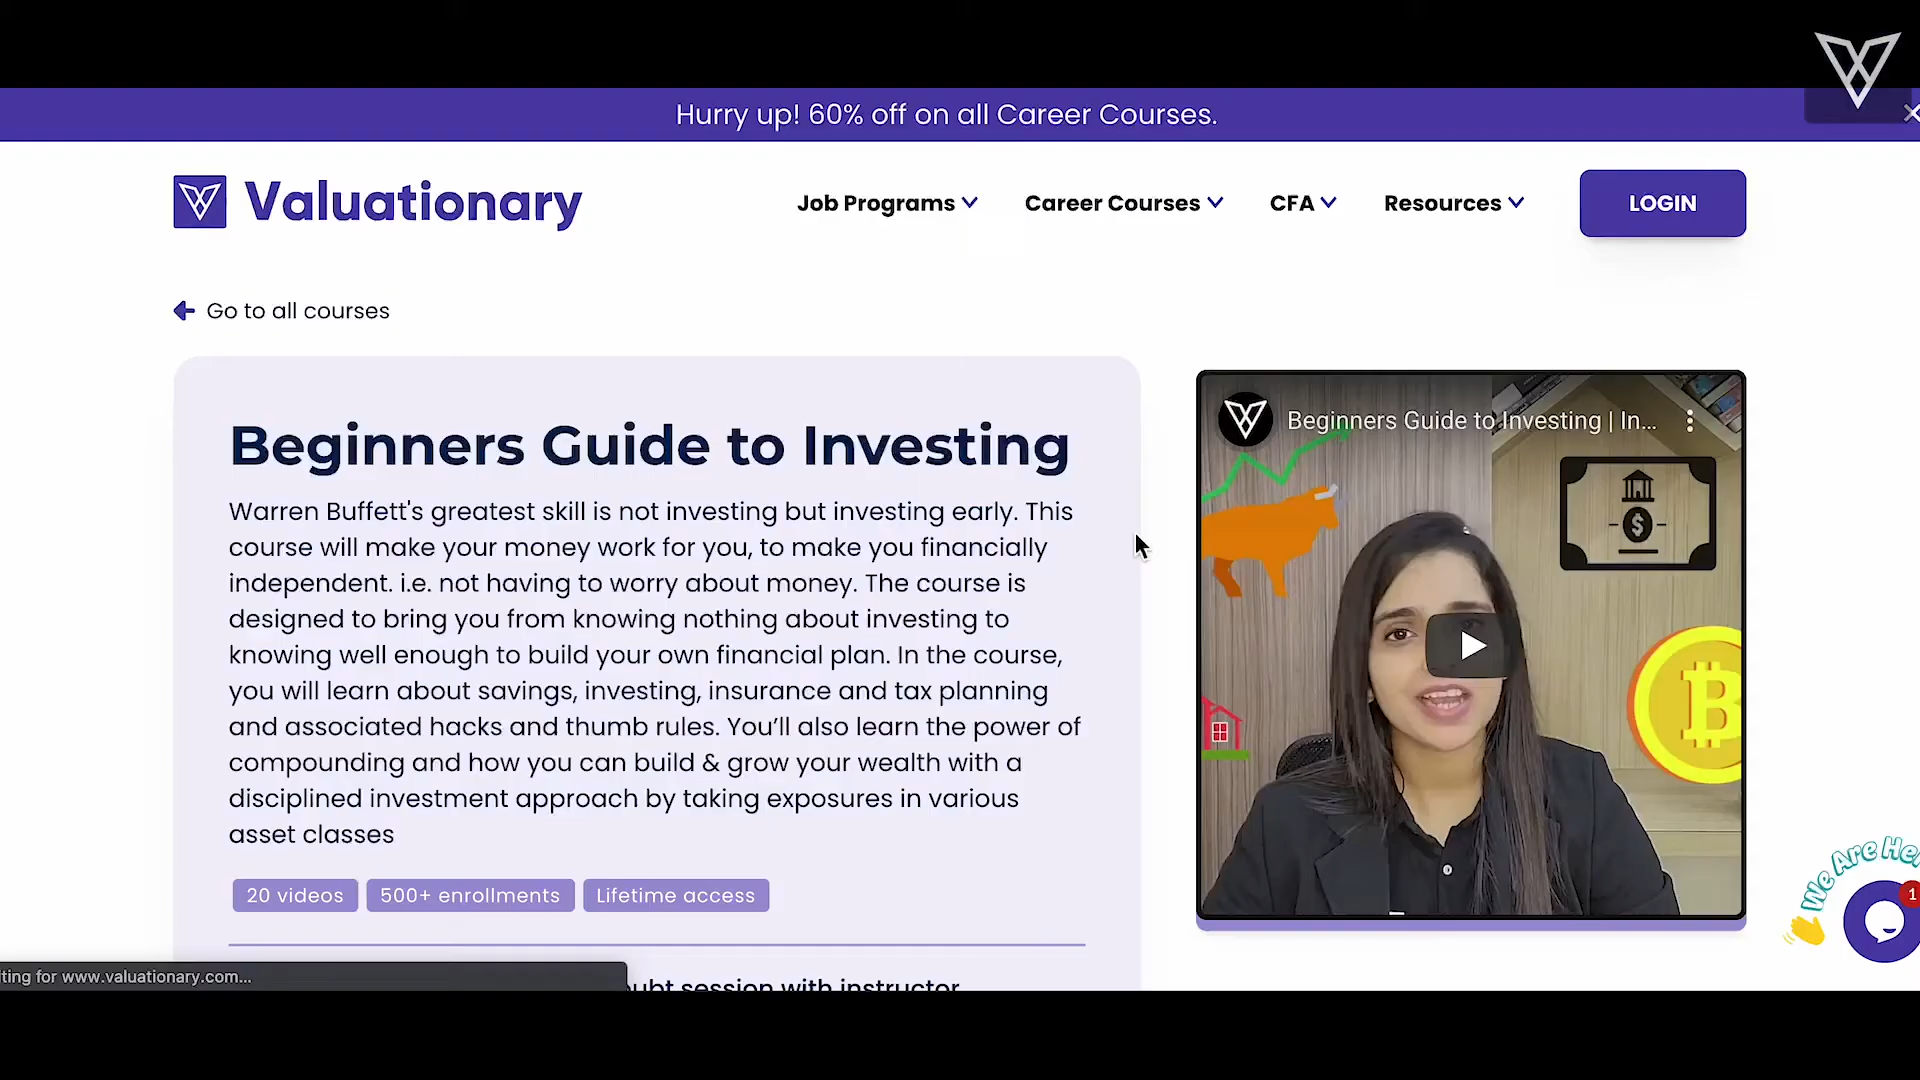 Hurry up! 60% off on all Career Courses.
Valuationary
Job Programs
Career Courses
CFA
Resources
LOGIN
Go to all courses
Beginners Guide to Investing
Warren Buffett's greatest skill is not investing but investing early. This
course will make your money work for you, to make you financially
independent. i.e. not having to worry about money. The course is
designed to bring you from knowing nothing about investing to
knowing well enough to build your own financial plan. In the course,
you will learn about savings, investing, insurance and tax planning
and associated hacks and thumb rules. You’ll also learn the power of
compounding and how you can build & grow your wealth with a
disciplined investment approach by taking exposures in various
asset classes
20 videos
500+ enrollments
Lifetime access
session with instructor
Beginners Guide to Investing | In...
$
B
We Are
1
for www.valuationary.com...